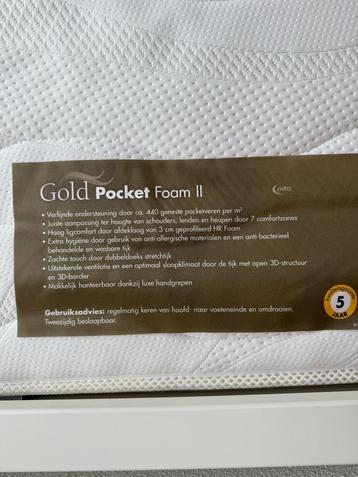 Gold Pocket Foam II
extra
• Verfijnde ondersteuning door ca. 440 geneste pocketveren per m²
• Juiste aanpassing ter hoogte van schouders, lenden en heupen door 7 comfortzones
• Hoog ligcomfort door afdeklaag van 3 cm geprofileerd HR Foam
• Extra hygiëne door gebruik van anti-allergische materialen en een anti-bacterieel
behandelde en wasbare tijk
• Zachte touch door dubbeldoeks stretchtijk
• Uitstekende ventilatie en een optimaal slaapklimaat door de tijk met open 3D-structuur
en 3D-border
• Makkelijk hanteerbaar dankzij luxe handgrepen
5
JAAR
Gebruiksadvies: regelmatig keren van hoofd- naar voeteneinde en omdraaien.
Tweezijdig beslaapbaar.